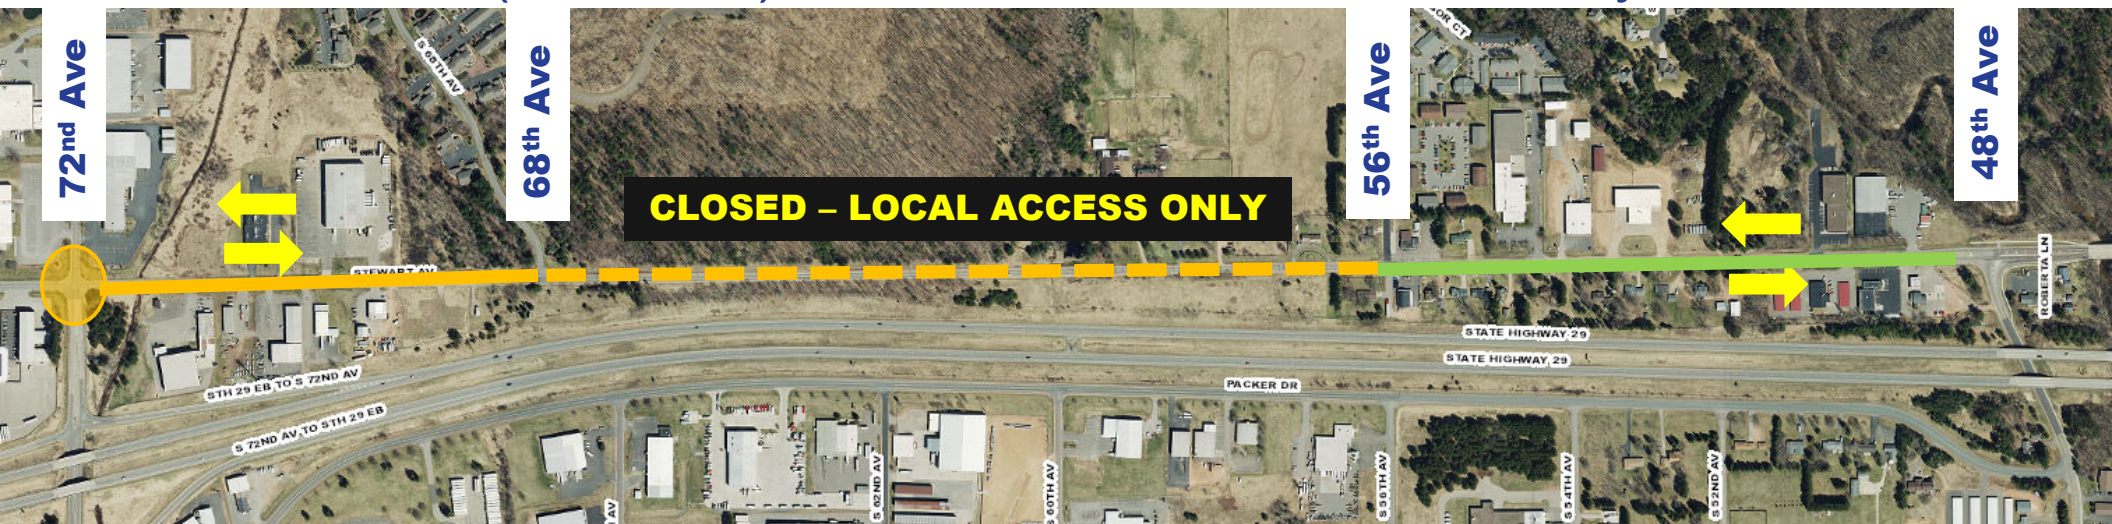 72nd Ave
68th Ave
56th Ave
48th Ave
S 68TH AV
CLOSED – LOCAL ACCESS ONLY
STEWART AV
ROBERTA LN
STATE HIGHWAY 29
STATE HIGHWAY 29
STH 29 EB TO S 72ND AV
PACKER DR
S 72ND AV TO STH 29 EB
AV
S 62ND AV
S 60TH AV
S 56TH AV
S 54TH AV
S 52ND AV